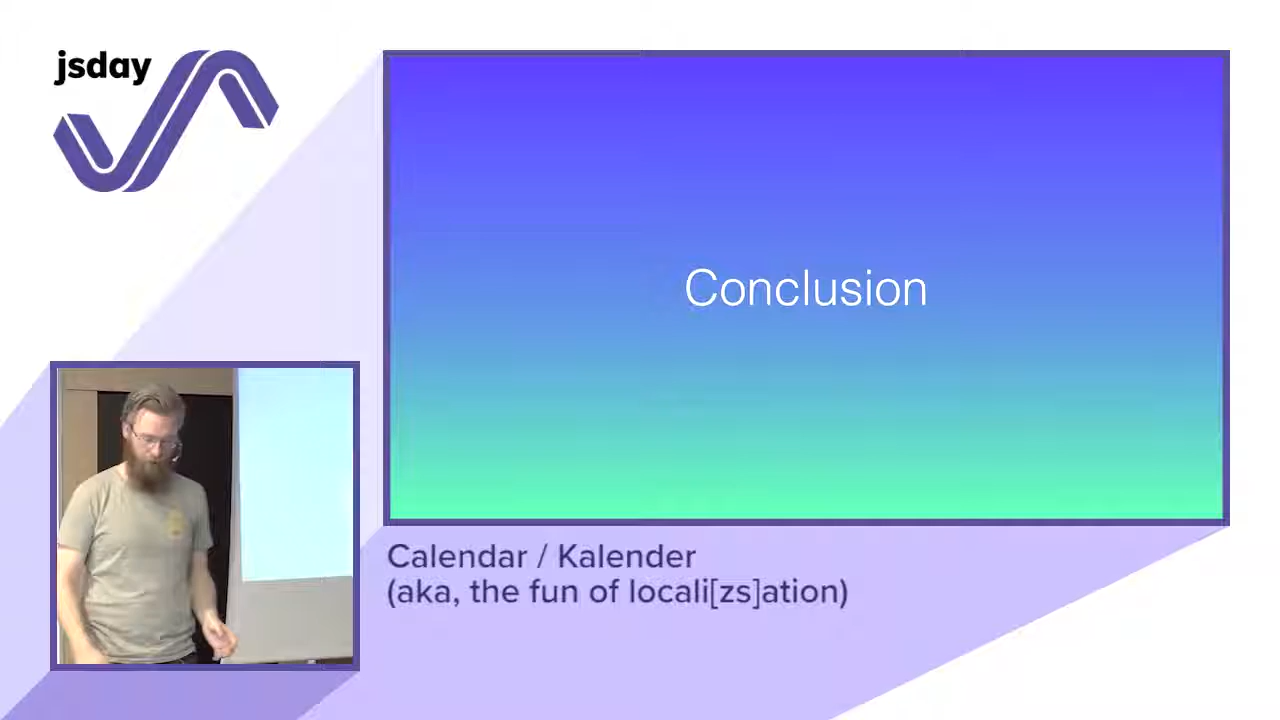 jsday
Conclusion
Calendar / Kalender
(aka, the fun of locali[zs]ation)